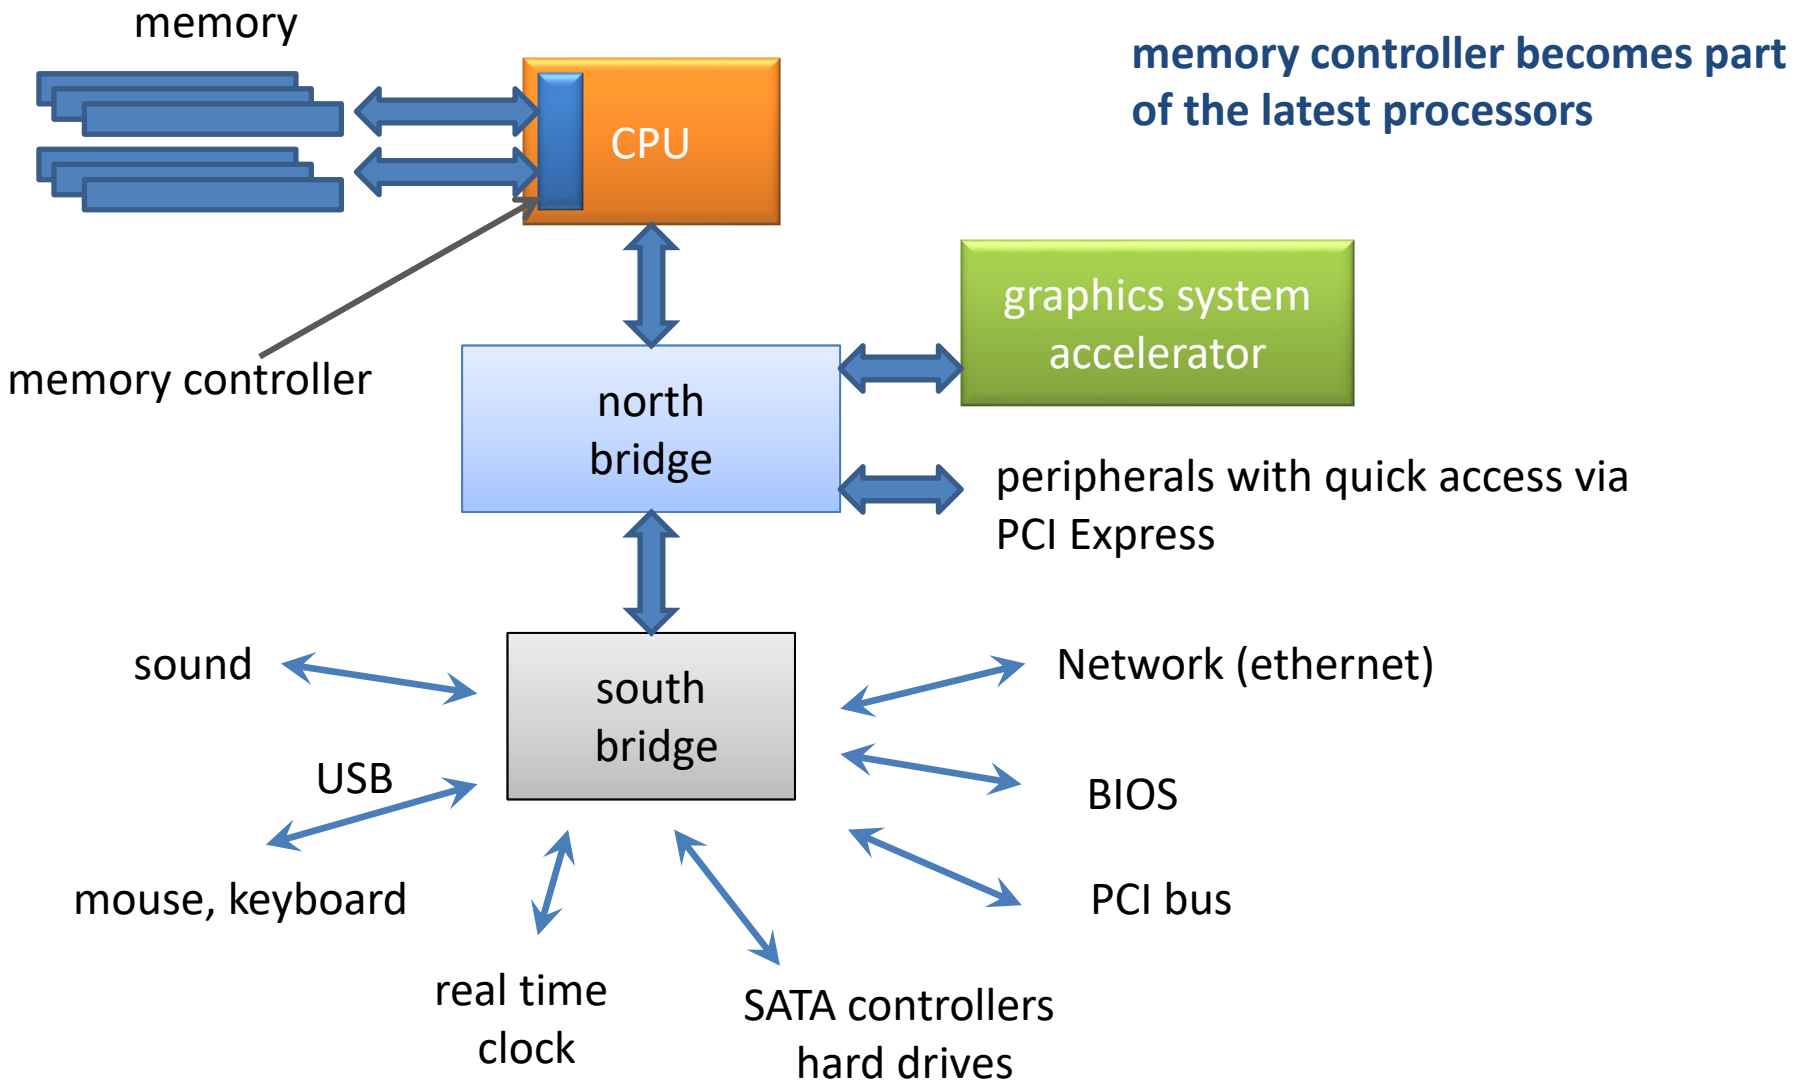 memory
memory controller becomes part
of the latest processors
CPU
graphics system
accelerator
memory controller
north
bridge
peripherals with quick access via
PCI Express
sound
south
bridge
Network (ethernet)
USB
BIOS
mouse, keyboard
PCI bus
real time
clock
SATA controllers
hard drives